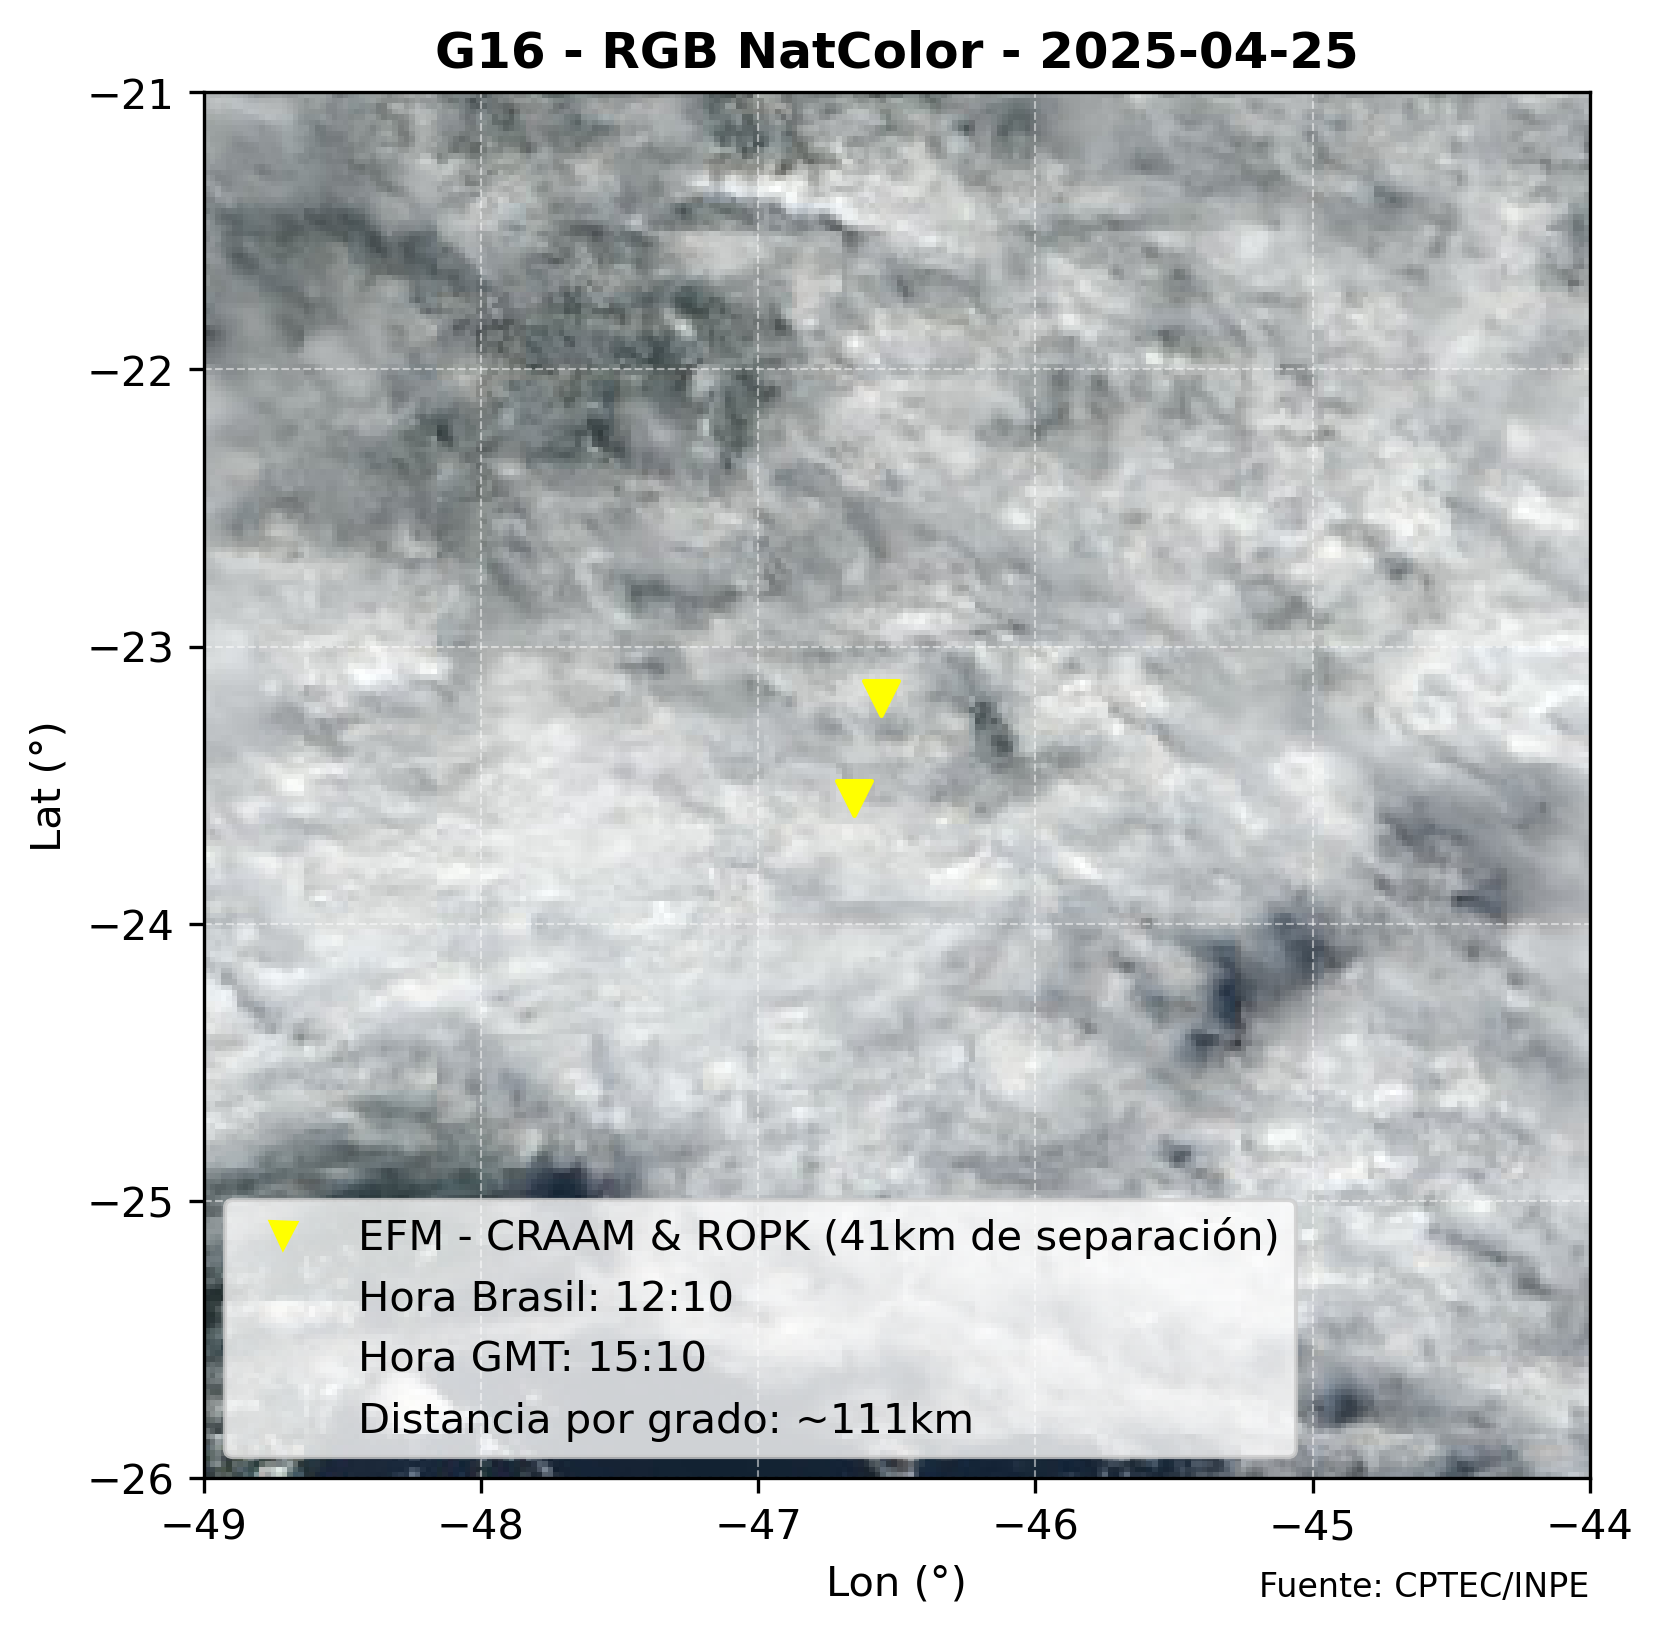 G16 - RGB NatColor - 2025-04-25
−21
−22
−23
−24
−25
−26
Lat (°)
EFM - CRAAM & ROPK (41km de separación)
Hora Brasil: 12:10
Hora GMT: 15:10
Distancia por grado: ~111km
−49 −48 −47 −46 −45 −44
Lon (°)
Fuente: CPTEC/INPE